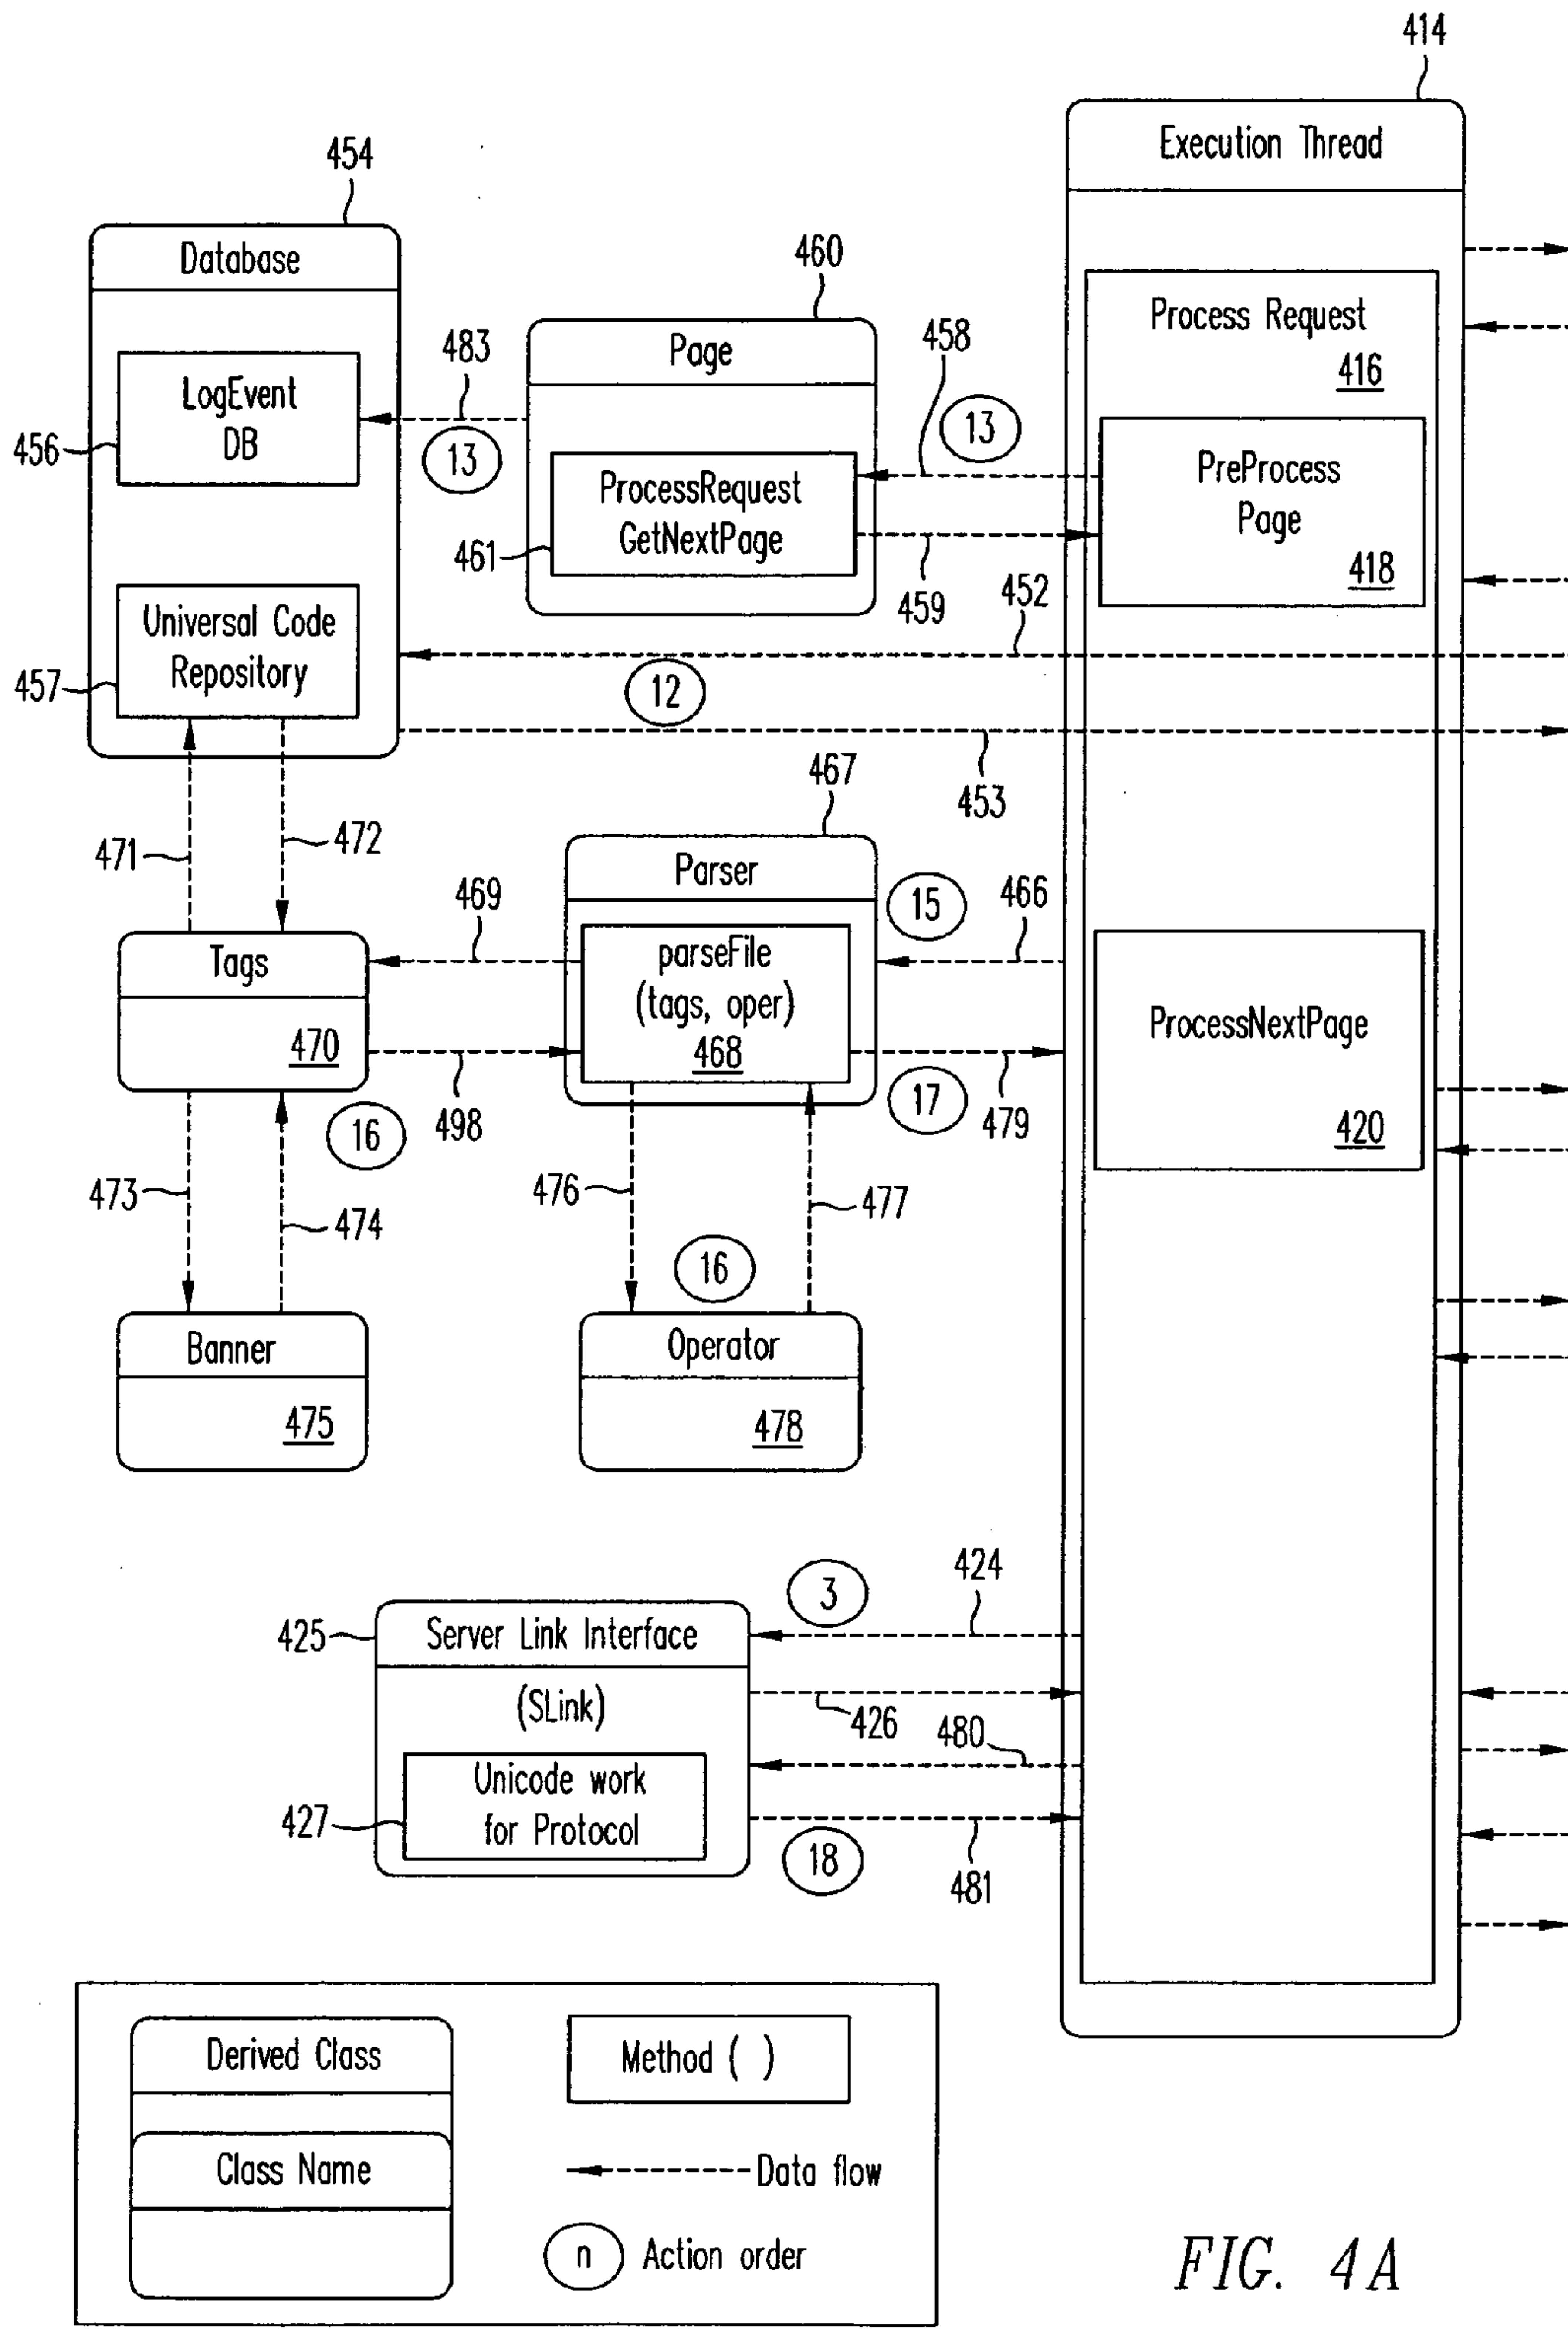 414
Execution Thread
454
Database
460
Page
Process Request
416
458
483
LogEvent
DB
456
13
13
ProcessRequest
GetNextPage
461
PreProcess
Page
418
459
452
Universal Code
Repository
457
12
453
467
471
472
Parser
469
15
466
Tags
470
parseFile
(tags, oper)
468
ProcessNextPage
420
498
16
17
479
473
474
476
477
16
Banner
475
Operator
478
3
424
425
Server Link Interface
(SLink)
426
480
Unicode work
for Protocol
427
18
481
Derived Class
Class Name
Method ( )
Data flow
n
Action order
FIG. 4A